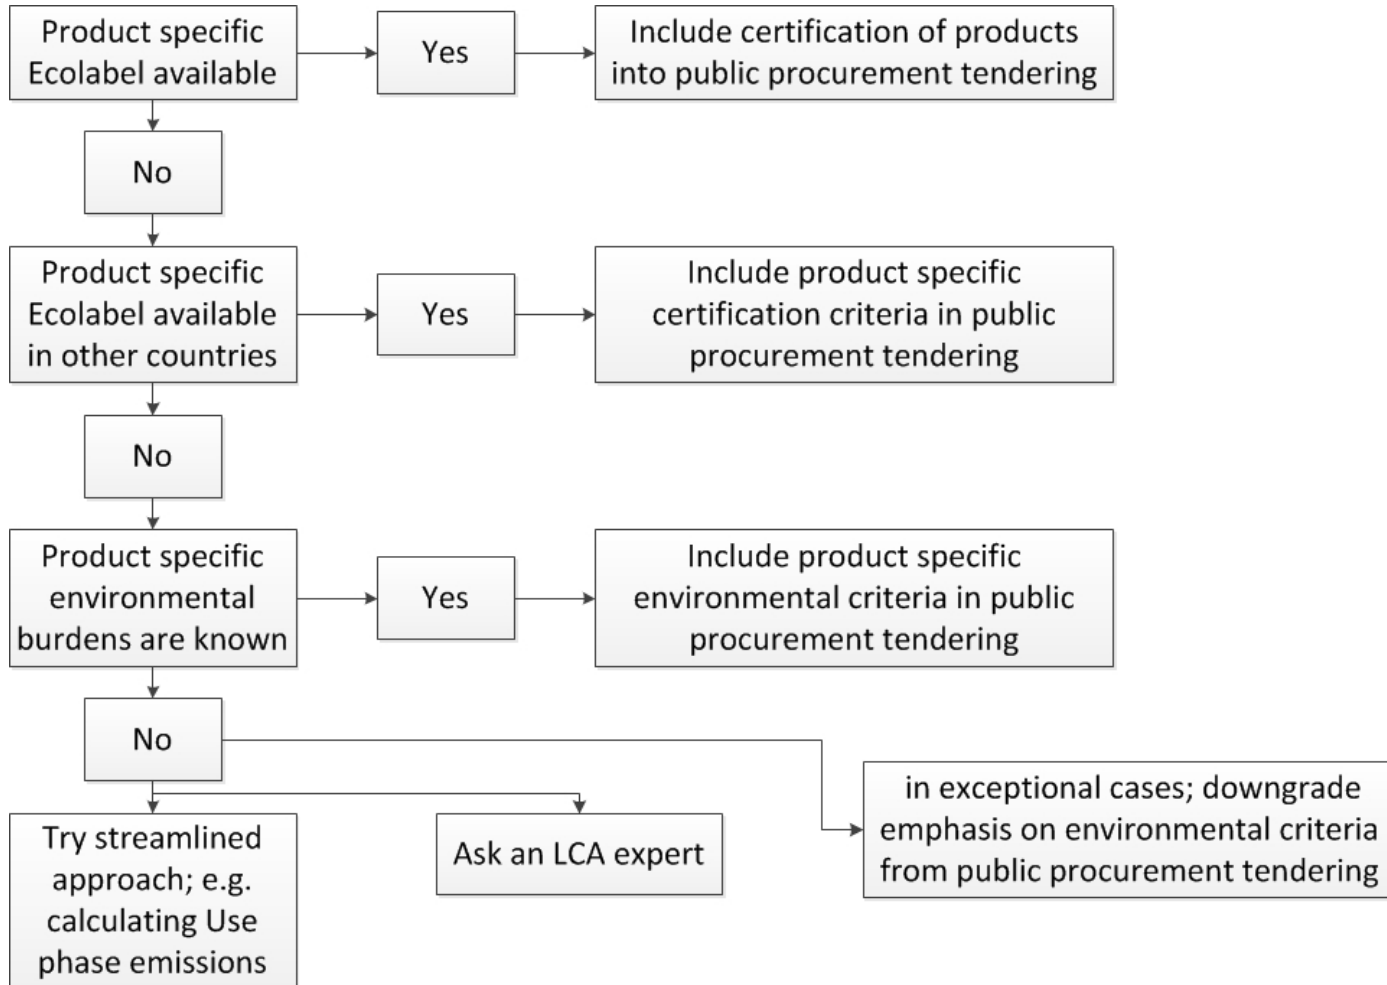 Product specific
Ecolabel available
Yes
Include certification of products
into public procurement tendering
No
Product specific
Ecolabel available
in other countries
Yes
Include product specific
certification criteria in public
procurement tendering
No
Product specific
environmental
burdens are known
Yes
Include product specific
environmental criteria in public
procurement tendering
No
in exceptional cases; downgrade
emphasis on environmental criteria
from public procurement tendering
Try streamlined
approach; e.g.
calculating Use
phase emissions
Ask an LCA expert